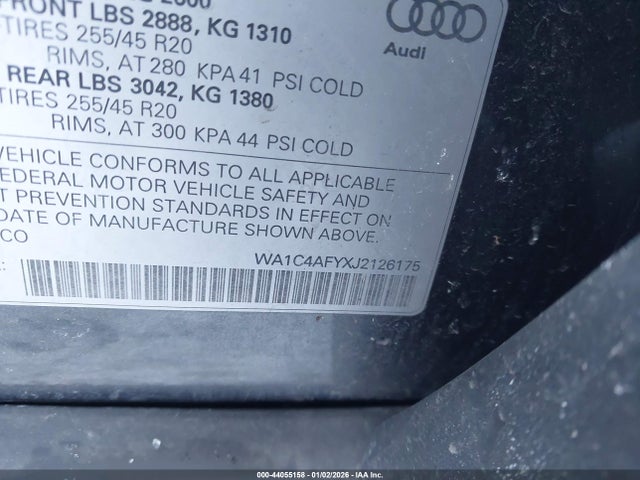 FRONT LBS 2888, KG 1310
TIRES 255/45 R20
RIMS, AT 280 KPA 41 PSI COLD
REAR LBS 3042, KG 1380
TIRES 255/45 R20
RIMS, AT 300 KPA 44 PSI COLD
Audi
VEHICLE CONFORMS TO ALL APPLICABLE
FEDERAL MOTOR VEHICLE SAFETY AND
T PREVENTION STANDARDS IN EFFECT ON
DATE OF MANUFACTURE SHOWN ABOVE.
CO
WA1C4AFYXJ2126175
000-44055158 - 01/02/2026 - IAA Inc.